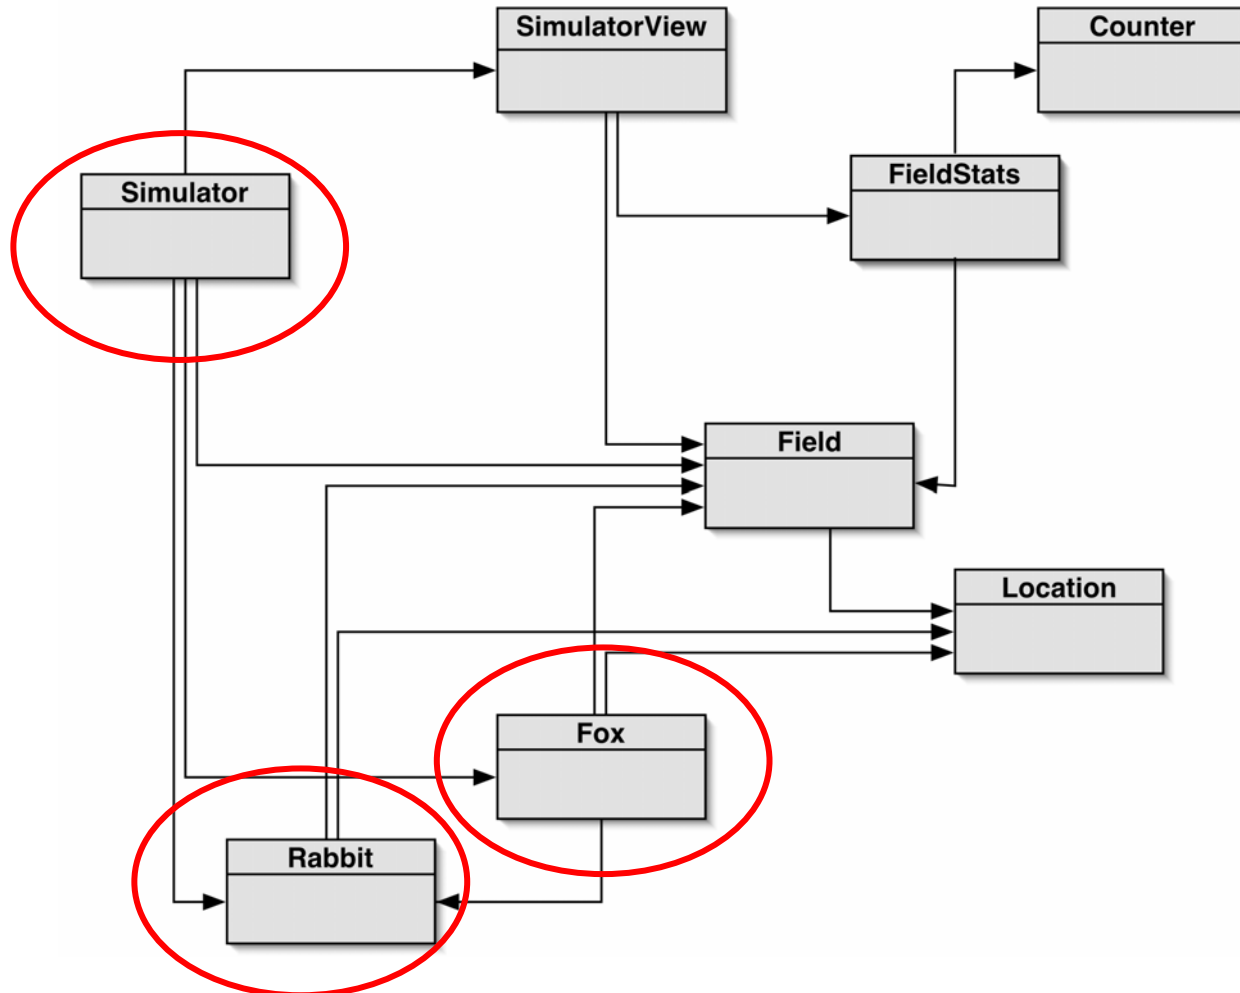 SimulatorView
Counter
Simulator
FieldStats
Field
Location
Fox
Rabbit